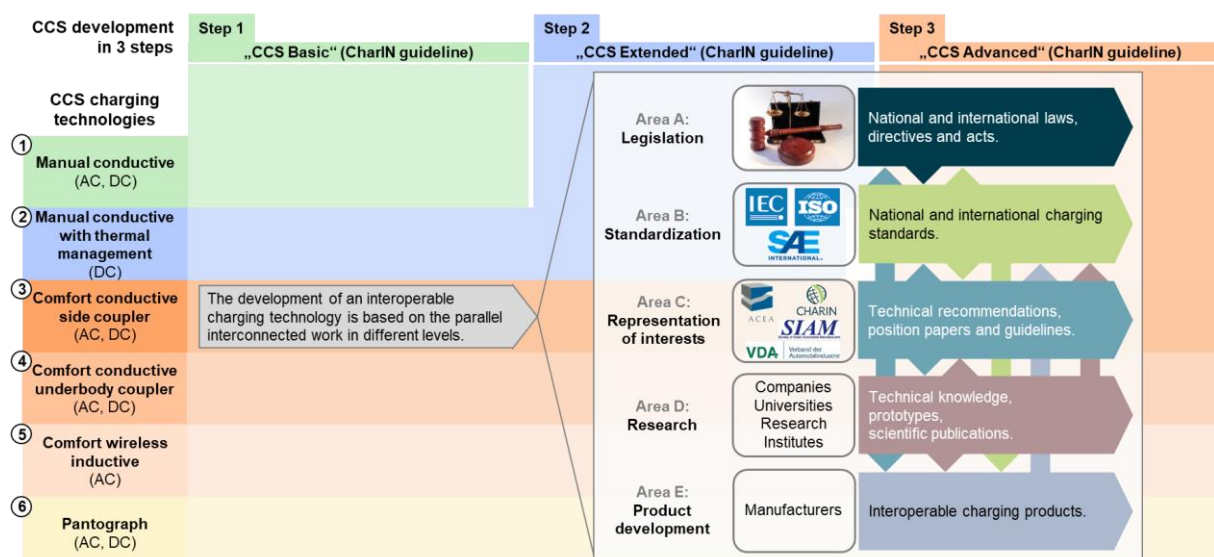 CCS development
in 3 steps
Step 1
„CCS Basic“ (CharIN guideline)
Step 2
„CCS Extended“ (CharIN guideline)
Step 3
„CCS Advanced“ (CharIN guideline)
CCS charging
technologies
1
Manual conductive
(AC, DC)
2
Manual conductive
with thermal
management
(DC)
3
Comfort conductive
side coupler
(AC, DC)
4
Comfort conductive
underbody coupler
(AC, DC)
5
Comfort wireless
inductive
(AC)
6
Pantograph
(AC, DC)
The development of an interoperable
charging technology is based on the parallel
interconnected work in different levels.
Area A:
Legislation
National and international laws,
directives and acts.
Area B:
Standardization
IEC
ISO
SAE
INTERNATIONAL
National and international charging
standards.
Area C:
Representation
of interests
ACEA
CHARIN
SIAM
VDA
Verband der
Automobilindustrie
Technical recommendations,
position papers and guidelines.
Area D:
Research
Companies
Universities
Research
Institutes
Technical knowledge,
prototypes,
scientific publications.
Area E:
Product
development
Manufacturers
Interoperable charging products.